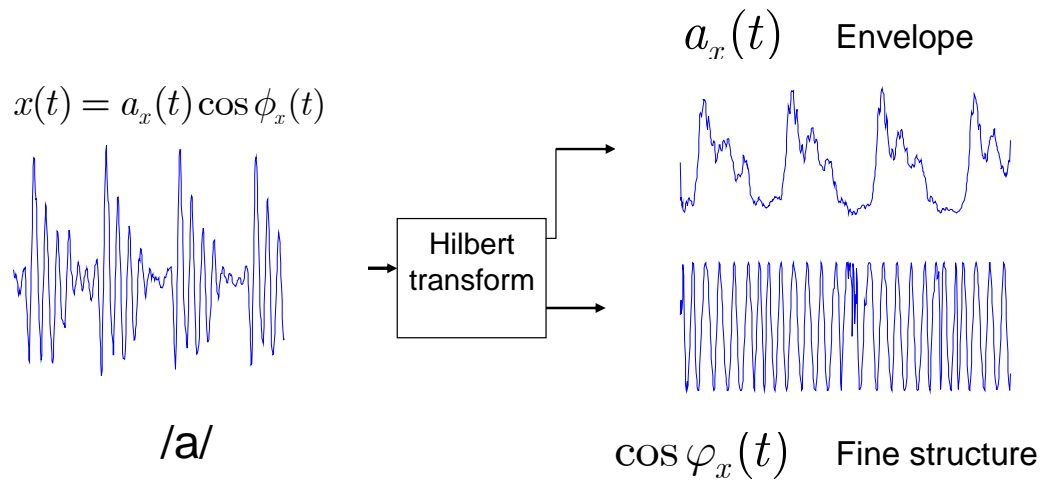 a_x(t) Envelope
x(t) = a_x(t) cos ϕ_x(t)
Hilbert
transform
/a/
cos φ_x(t) Fine structure